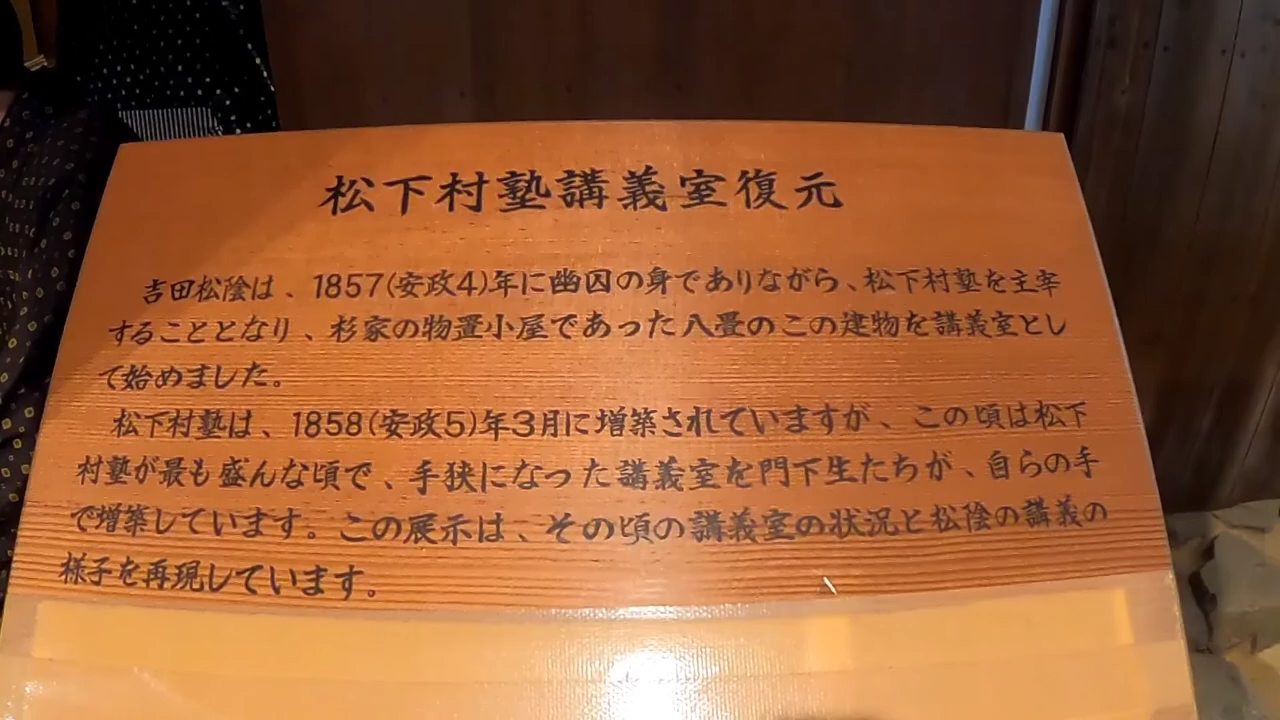 松下村塾講義室復元
吉田松陰は、1857(安政4)年に幽囚の身でありながら、松下村塾を主宰
することとなり、杉家の物置小屋であった八畳のこの建物を講義室とし
て始めました。
松下村塾は、1858(安政5)年3月に増築されていますが、この頃は松下
村塾が最も盛んな頃で、手狭になった講義室を門下生たちが、自らの手
で増築しています。この展示は、その頃の講義室の状況と松陰の講義の
様子を再現しています。